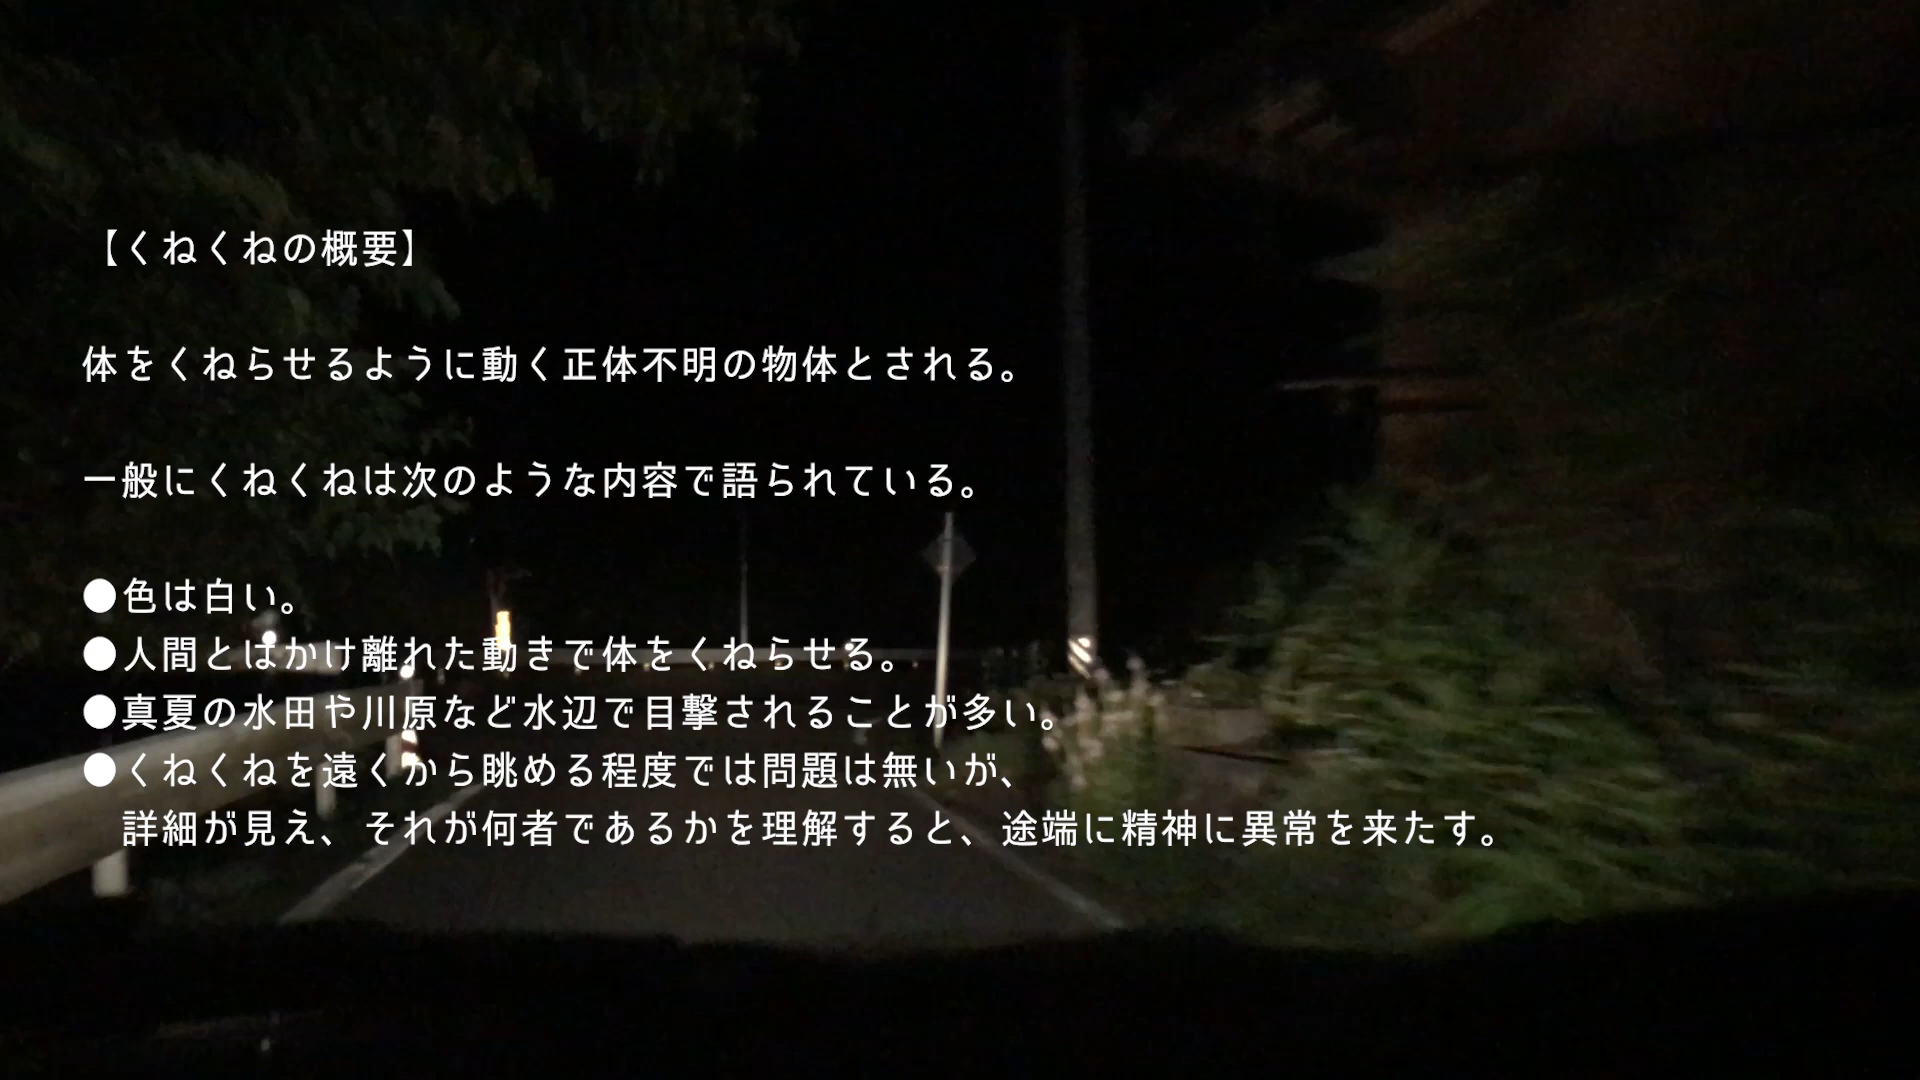 【くねくねの概要】
体をくねらせるように動く正体不明の物体とされる。
一般にくねくねは次のような内容で語られている。
●色は白い。
●人間とはかけ離れた動きで体をくねらせる。
●真夏の水田や川原など水辺で目撃されることが多い。
●くねくねを遠くから眺める程度では問題は無いが、
詳細が見え、それが何者であるかを理解すると、途端に精神に異常を来たす。